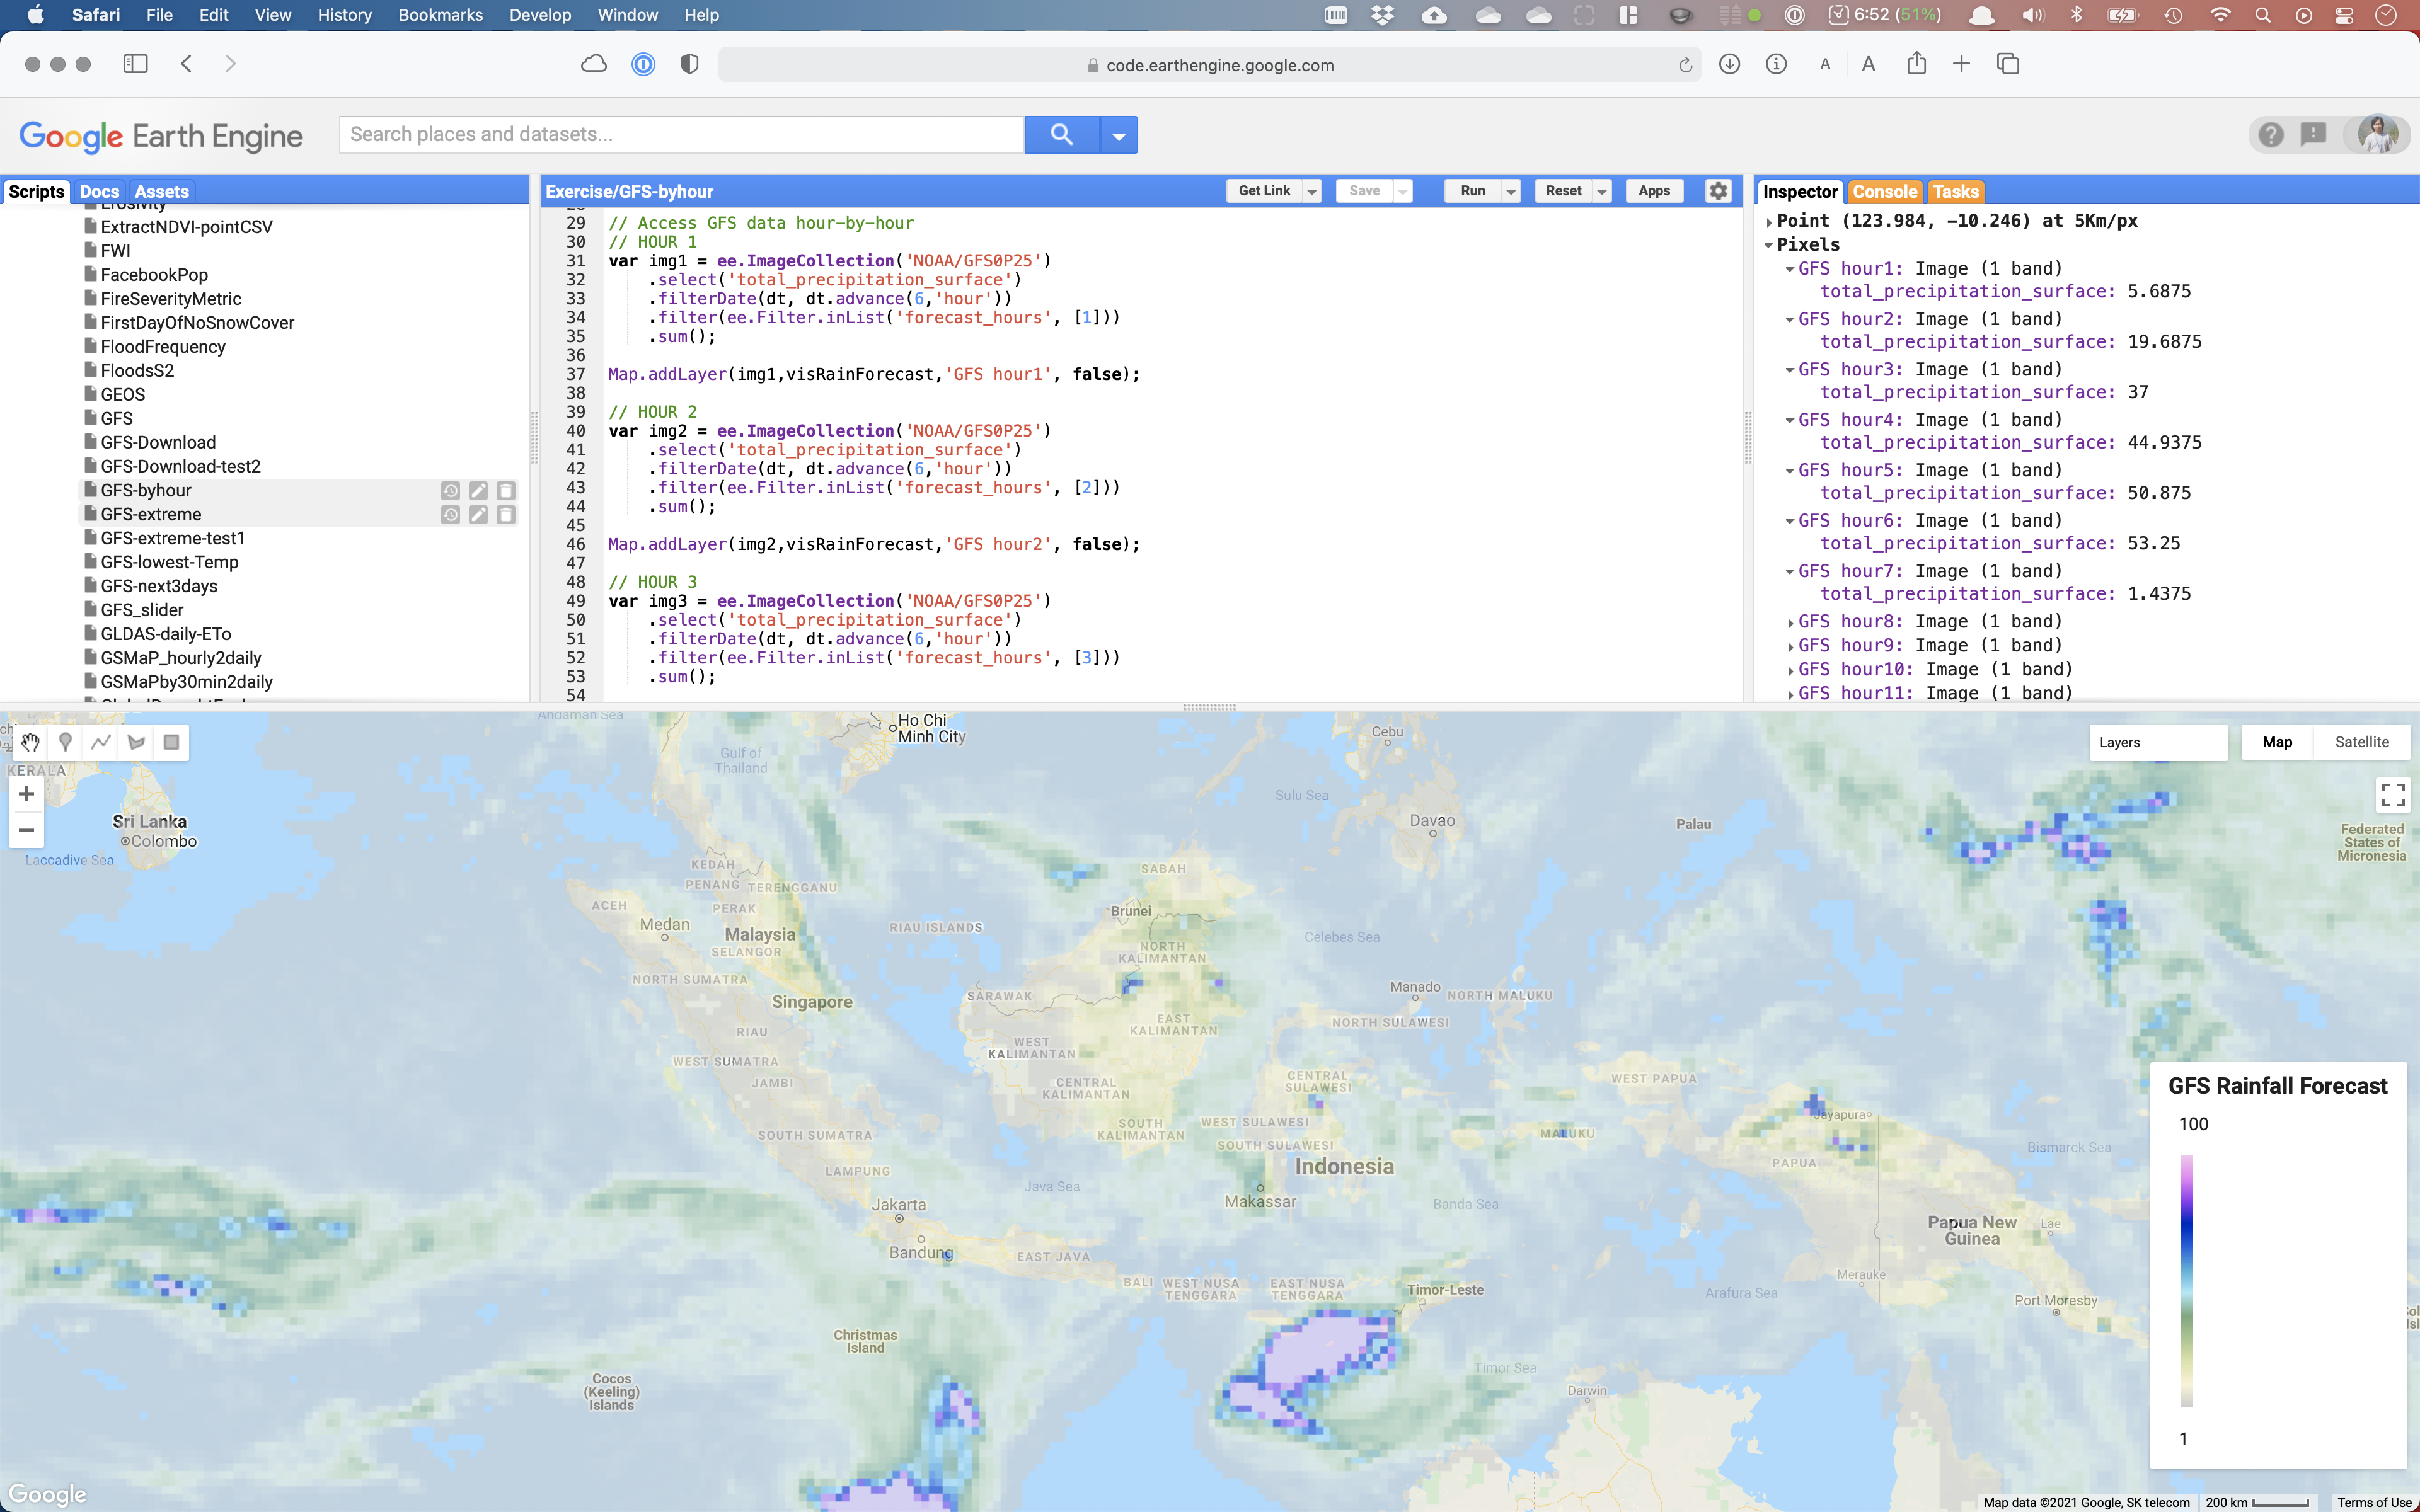 Safari File Edit View History Bookmarks Develop Window Help
6:52 (51%)
code.earthengine.google.com
A A
Google Earth Engine
Search places and datasets...
Scripts Docs Assets
Erosivity
ExtractNDVI-pointCSV
FWI
FacebookPop
FireSeverityMetric
FirstDayOfNoSnowCover
FloodFrequency
FloodsS2
GEOS
GFS
GFS-Download
GFS-Download-test2
GFS-byhour
GFS-extreme
GFS-extreme-test1
GFS-lowest-Temp
GFS-next3days
GFS_slider
GLDAS-daily-ETo
GSMaP_hourly2daily
GSMaPby30min2daily
Exercise/GFS-byhour
Get Link Save Run Reset Apps
29 // Access GFS data hour-by-hour
30 // HOUR 1
31 var img1 = ee.ImageCollection('NOAA/GFS0P25')
32 .select('total_precipitation_surface')
33 .filterDate(dt, dt.advance(6,'hour'))
34 .filter(ee.Filter.inList('forecast_hours', [1]))
35 .sum();
36
37 Map.addLayer(img1,visRainForecast,'GFS hour1', false);
38
39 // HOUR 2
40 var img2 = ee.ImageCollection('NOAA/GFS0P25')
41 .select('total_precipitation_surface')
42 .filterDate(dt, dt.advance(6,'hour'))
43 .filter(ee.Filter.inList('forecast_hours', [2]))
44 .sum();
45
46 Map.addLayer(img2,visRainForecast,'GFS hour2', false);
47
48 // HOUR 3
49 var img3 = ee.ImageCollection('NOAA/GFS0P25')
50 .select('total_precipitation_surface')
51 .filterDate(dt, dt.advance(6,'hour'))
52 .filter(ee.Filter.inList('forecast_hours', [3]))
53 .sum();
54
Inspector Console Tasks
Point (123.984, -10.246) at 5Km/px
Pixels
GFS hour1: Image (1 band)
total_precipitation_surface: 5.6875
GFS hour2: Image (1 band)
total_precipitation_surface: 19.6875
GFS hour3: Image (1 band)
total_precipitation_surface: 37
GFS hour4: Image (1 band)
total_precipitation_surface: 44.9375
GFS hour5: Image (1 band)
total_precipitation_surface: 50.875
GFS hour6: Image (1 band)
total_precipitation_surface: 53.25
GFS hour7: Image (1 band)
total_precipitation_surface: 1.4375
GFS hour8: Image (1 band)
GFS hour9: Image (1 band)
GFS hour10: Image (1 band)
GFS hour11: Image (1 band)
Layers
Map Satellite
Andaman Sea
Ho Chi
Minh City
Gulf of
Thailand
Cebu
KERALA
Sulu Sea
Sri Lanka
Colombo
Laccadive Sea
Davao
Palau
Federated
States of
Micronesia
KEDAH
PENANG
TERENGGANU
SABAH
ACEH
PERAK
Medan
Malaysia
SELANGOR
RIAU ISLANDS
Brunei
NORTH
KALIMANTAN
Celebes Sea
NORTH SUMATRA
Singapore
SARAWAK
Manado
NORTH MALUKU
EAST
KALIMANTAN
NORTH SULAWESI
RIAU
WEST
KALIMANTAN
WEST SUMATRA
JAMBI
CENTRAL
KALIMANTAN
CENTRAL
SULAWESI
WEST PAPUA
SOUTH SUMATRA
SOUTH
KALIMANTAN
WEST SULAWESI
SOUTH SULAWESI
MALUKU
Jayapura
PAPUA
Bismarck Sea
LAMPUNG
Indonesia
Java Sea
Makassar
Banda Sea
Jakarta
Bandung
EAST JAVA
BALI
WEST NUSA
TENGGARA
EAST NUSA
TENGGARA
Timor-Leste
Papua New
Guinea
Lae
Merauke
Arafura Sea
Port Moresby
Christmas
Island
Cocos
(Keeling)
Islands
Timor Sea
Darwin
GFS Rainfall Forecast
100
1
Google
Map data ©2021 Google, SK telecom 200 km Terms of Use